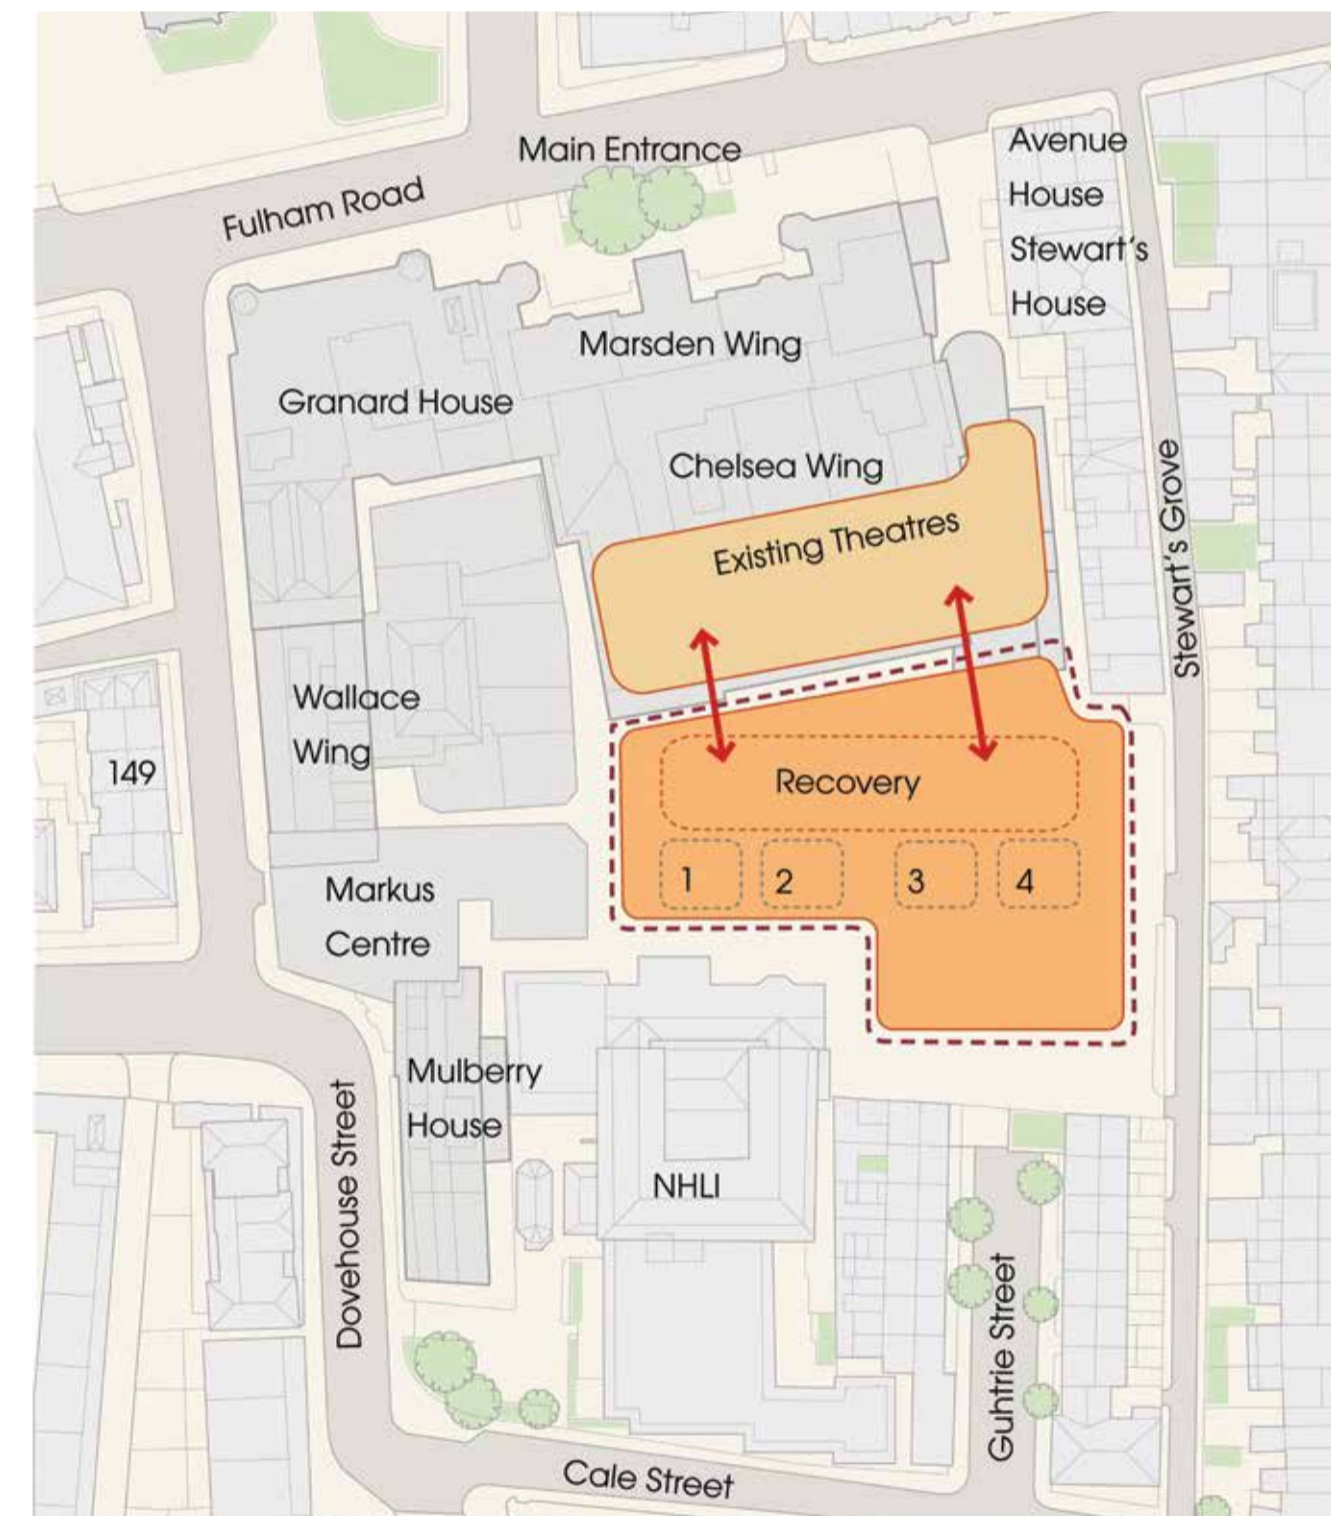 Main Entrance
Avenue
House
Stewart's
House
Fulham Road
Marsden Wing
Granard House
Chelsea Wing
Existing Theatres
Stewart's Grove
Wallace
Wing
149
Recovery
1
2
3
4
Markus
Centre
Mulberry
House
NHLI
Dovehouse Street
Guhtrie Street
Cale Street